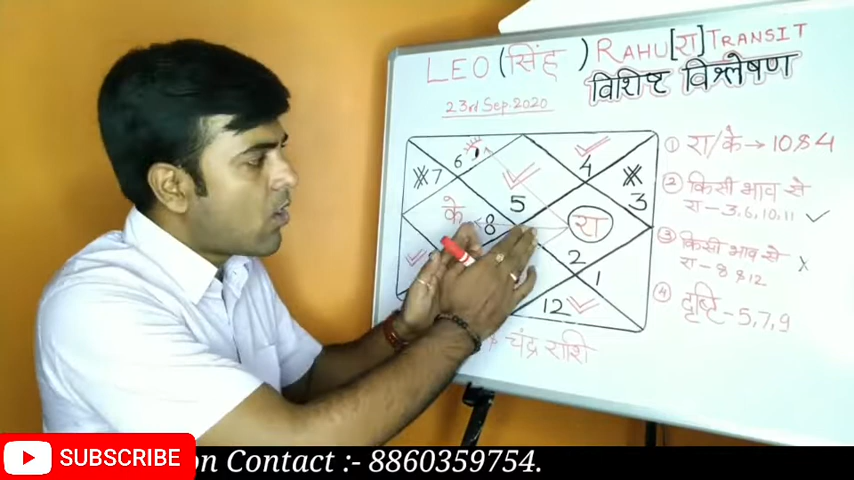 LEO (सिंह) RAHU[रा] TRANSIT
विशिष्ट विश्लेषण
23rd Sep. 2020
① रा/के → 10 & 4
② किसी भाव से
रा - 3, 6, 10, 11 ✓
③ किसी भाव से
रा - 8 & 12 x
④ दृष्टि - 5, 7, 9
6
4
7
3
5
के
8
रा
2
1
12
चंद्र राशि
SUBSCRIBE
on Contact :- 8860359754.